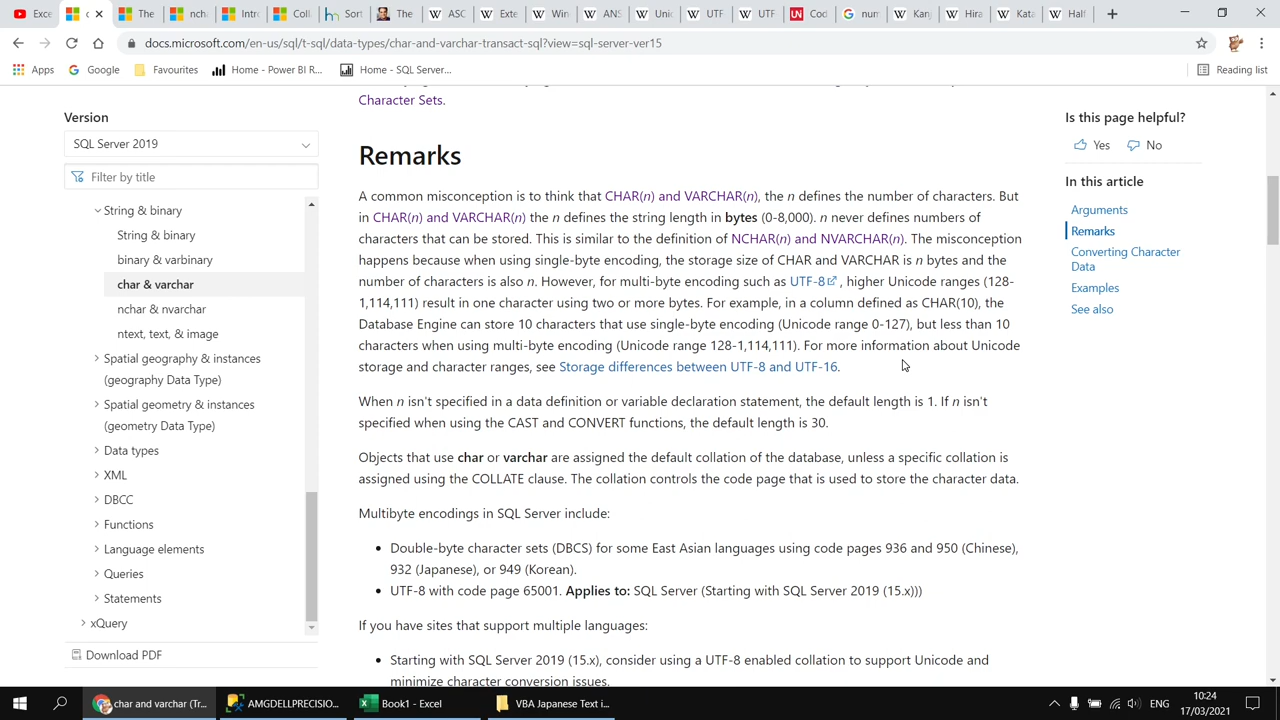 Exce
c
The
nch
Intro
Coll
Sort
The
ASC
Exte
Win
ANS
Unic
UTF
Cod
nun
Kan
Hira
Kata
Half
docs.microsoft.com/en-us/sql/t-sql/data-types/char-and-varchar-transact-sql?view=sql-server-ver15
Apps
Google
Favourites
Home - Power BI R...
Home - SQL Server...
Reading list
Version
SQL Server 2019
Filter by title
String & binary
String & binary
binary & varbinary
char & varchar
nchar & nvarchar
ntext, text, & image
Spatial geography & instances
(geography Data Type)
Spatial geometry & instances
(geometry Data Type)
Data types
XML
DBCC
Functions
Language elements
Queries
Statements
xQuery
Download PDF
Character Sets.
Remarks
A common misconception is to think that CHAR(n) and VARCHAR(n), the n defines the number of characters. But
in CHAR(n) and VARCHAR(n) the n defines the string length in bytes (0-8,000). n never defines numbers of
characters that can be stored. This is similar to the definition of NCHAR(n) and NVARCHAR(n). The misconception
happens because when using single-byte encoding, the storage size of CHAR and VARCHAR is n bytes and the
number of characters is also n. However, for multi-byte encoding such as UTF-8 , higher Unicode ranges (128-
1,114,111) result in one character using two or more bytes. For example, in a column defined as CHAR(10), the
Database Engine can store 10 characters that use single-byte encoding (Unicode range 0-127), but less than 10
characters when using multi-byte encoding (Unicode range 128-1,114,111). For more information about Unicode
storage and character ranges, see Storage differences between UTF-8 and UTF-16.
When n isn't specified in a data definition or variable declaration statement, the default length is 1. If n isn't
specified when using the CAST and CONVERT functions, the default length is 30.
Objects that use char or varchar are assigned the default collation of the database, unless a specific collation is
assigned using the COLLATE clause. The collation controls the code page that is used to store the character data.
Multibyte encodings in SQL Server include:
• Double-byte character sets (DBCS) for some East Asian languages using code pages 936 and 950 (Chinese),
932 (Japanese), or 949 (Korean).
• UTF-8 with code page 65001. Applies to: SQL Server (Starting with SQL Server 2019 (15.x)))
If you have sites that support multiple languages:
• Starting with SQL Server 2019 (15.x), consider using a UTF-8 enabled collation to support Unicode and
minimize character conversion issues.
Is this page helpful?
Yes
No
In this article
Arguments
Remarks
Converting Character
Data
Examples
See also
char and varchar (Tr...
AMGDELLPRECISIO...
Book1 - Excel
VBA Japanese Text i...
ENG
10:24
17/03/2021